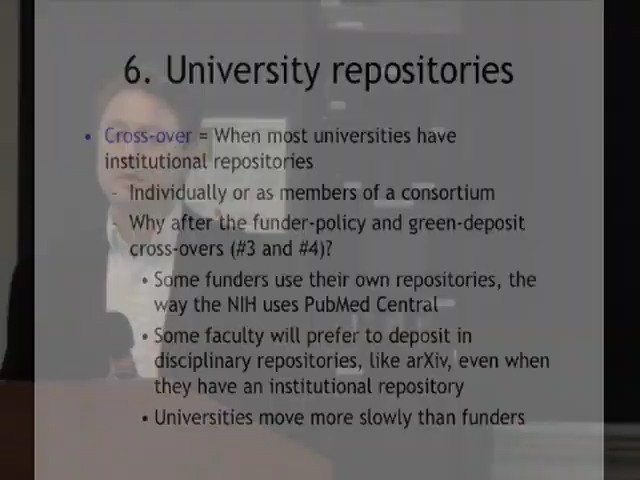 6. University repositories
• Cross-over = When most universities have
institutional repositories
- Individually or as members of a consortium
- Why after the funder-policy and green-deposit
cross-overs (#3 and #4)?
• Some funders use their own repositories, the
way the NIH uses PubMed Central
• Some faculty will prefer to deposit in
disciplinary repositories, like arXiv, even when
they have an institutional repository
• Universities move more slowly than funders